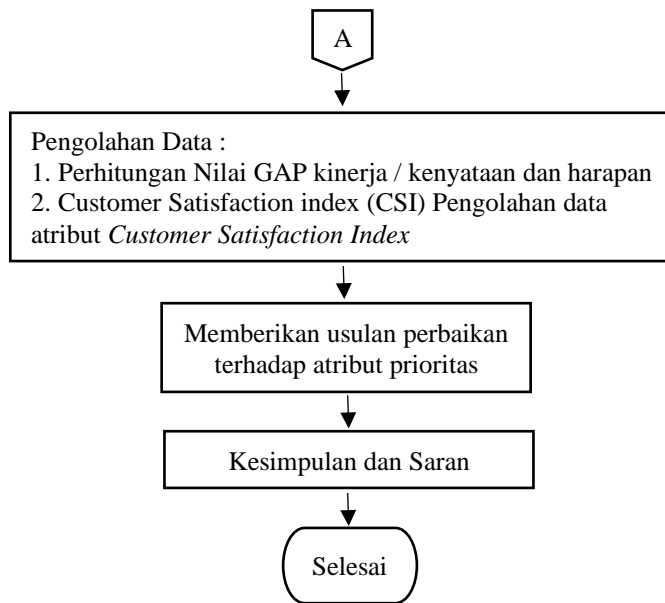 A
Pengolahan Data :
1. Perhitungan Nilai GAP kinerja / kenyataan dan harapan
2. Customer Satisfaction index (CSI) Pengolahan data
atribut Customer Satisfaction Index
Memberikan usulan perbaikan
terhadap atribut prioritas
Kesimpulan dan Saran
Selesai